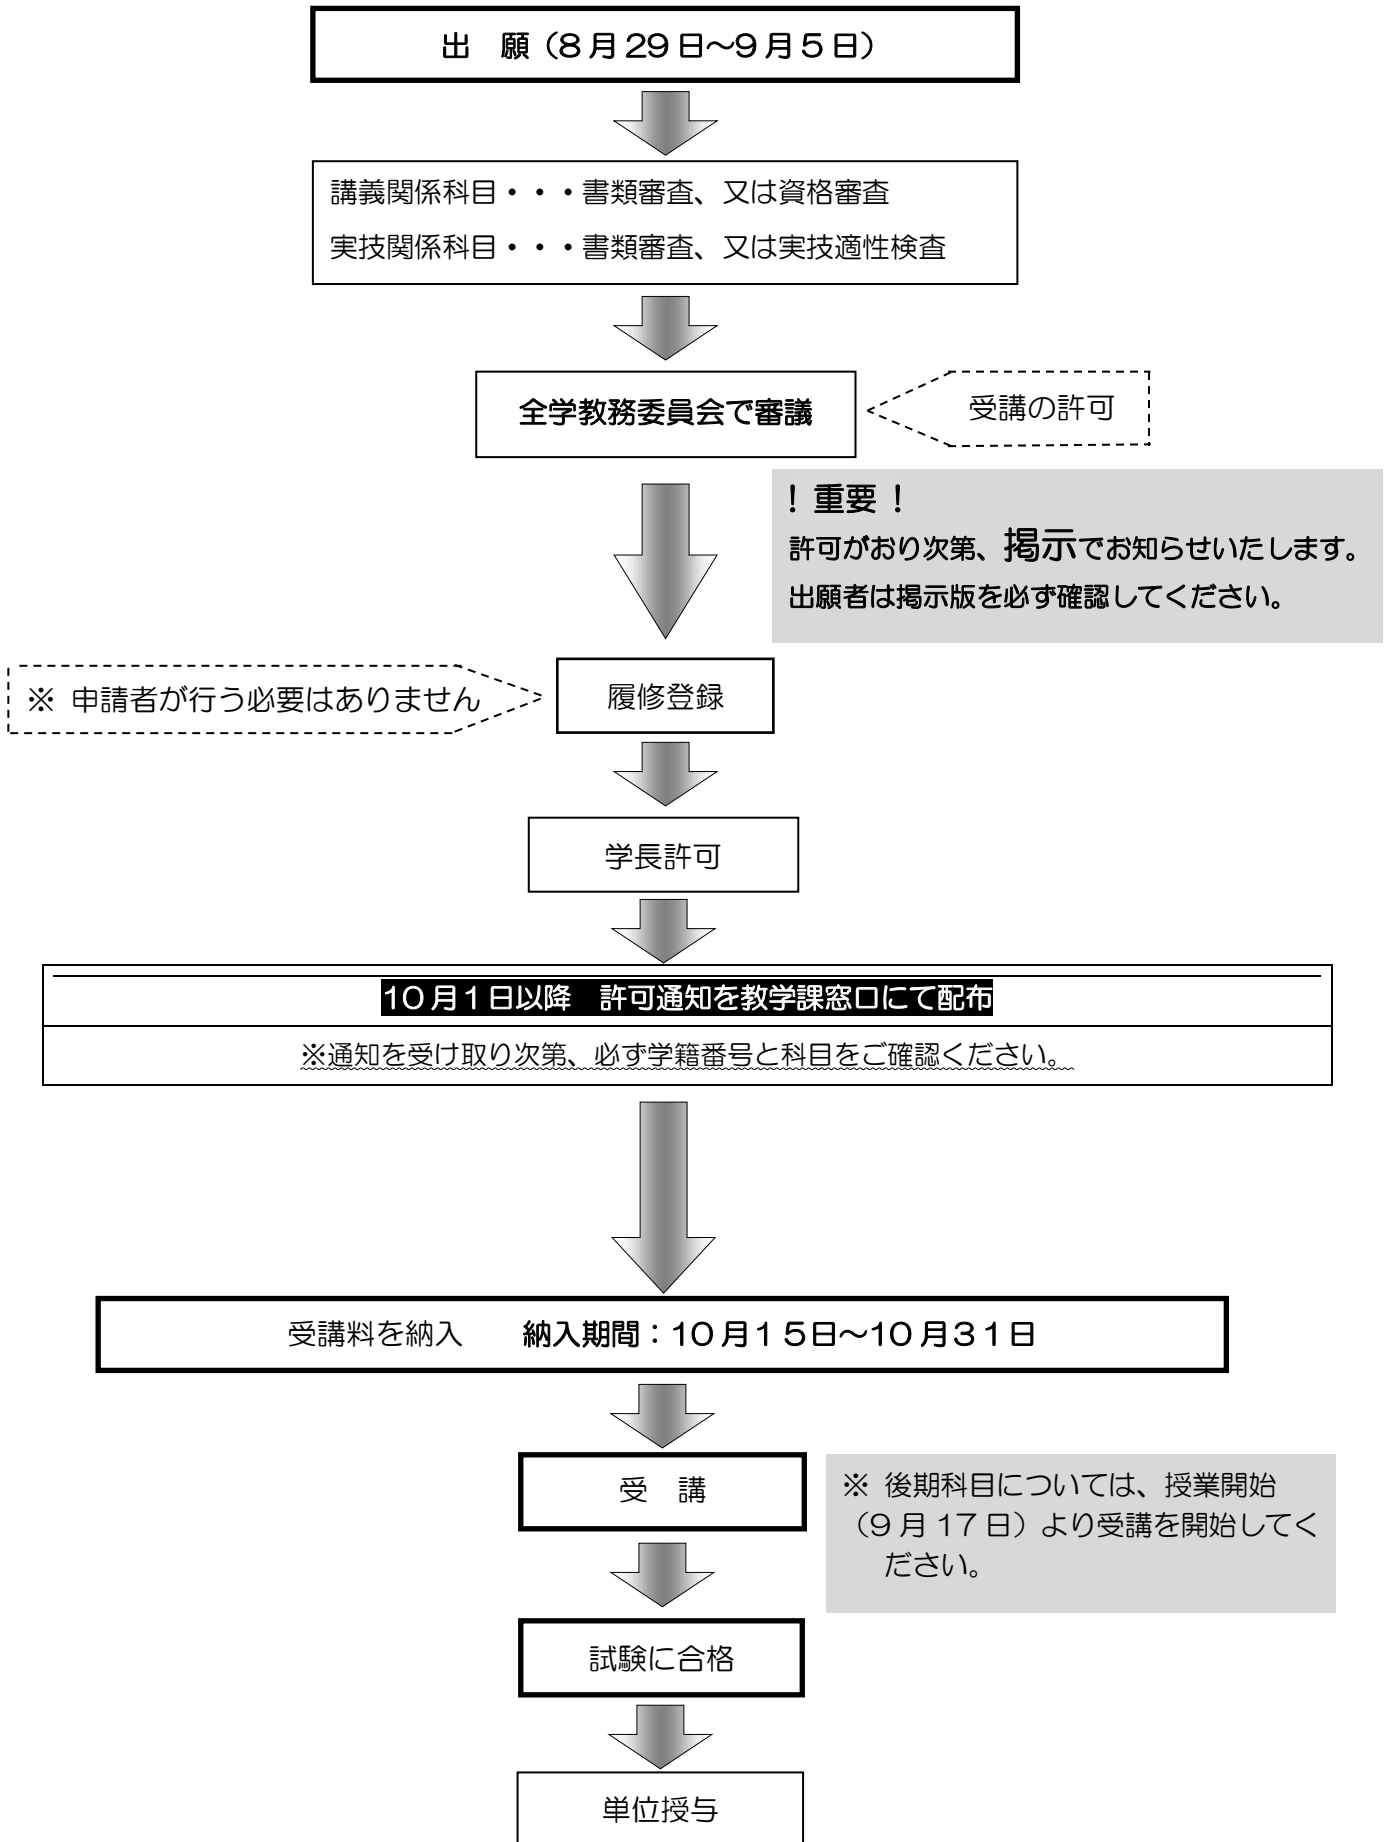 出　願（8月29日～9月5日）
講義関係科目・・・書類審査、又は資格審査
実技関係科目・・・書類審査、又は実技適性検査
全学教務委員会で審議
受講の許可
！重要！
許可がおり次第、掲示でお知らせいたします。
出願者は掲示版を必ず確認してください。
※ 申請者が行う必要はありません
履修登録
学長許可
10月1日以降　許可通知を教学課窓口にて配布
※通知を受け取り次第、必ず学籍番号と科目をご確認ください。
受講料を納入　　納入期間：10月15日～10月31日
受　講
※ 後期科目については、授業開始
（9月17日）より受講を開始してく
ださい。
試験に合格
単位授与